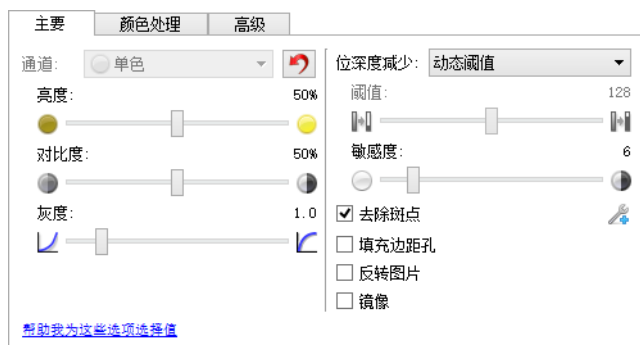 主要 颜色处理 高级
通道: 单色
亮度: 50%
对比度: 50%
灰度: 1.0
帮助我为这些选项选择值
位深度减少: 动态阈值
阈值: 128
敏感度: 6
去除斑点
填充边距孔
反转图片
镜像